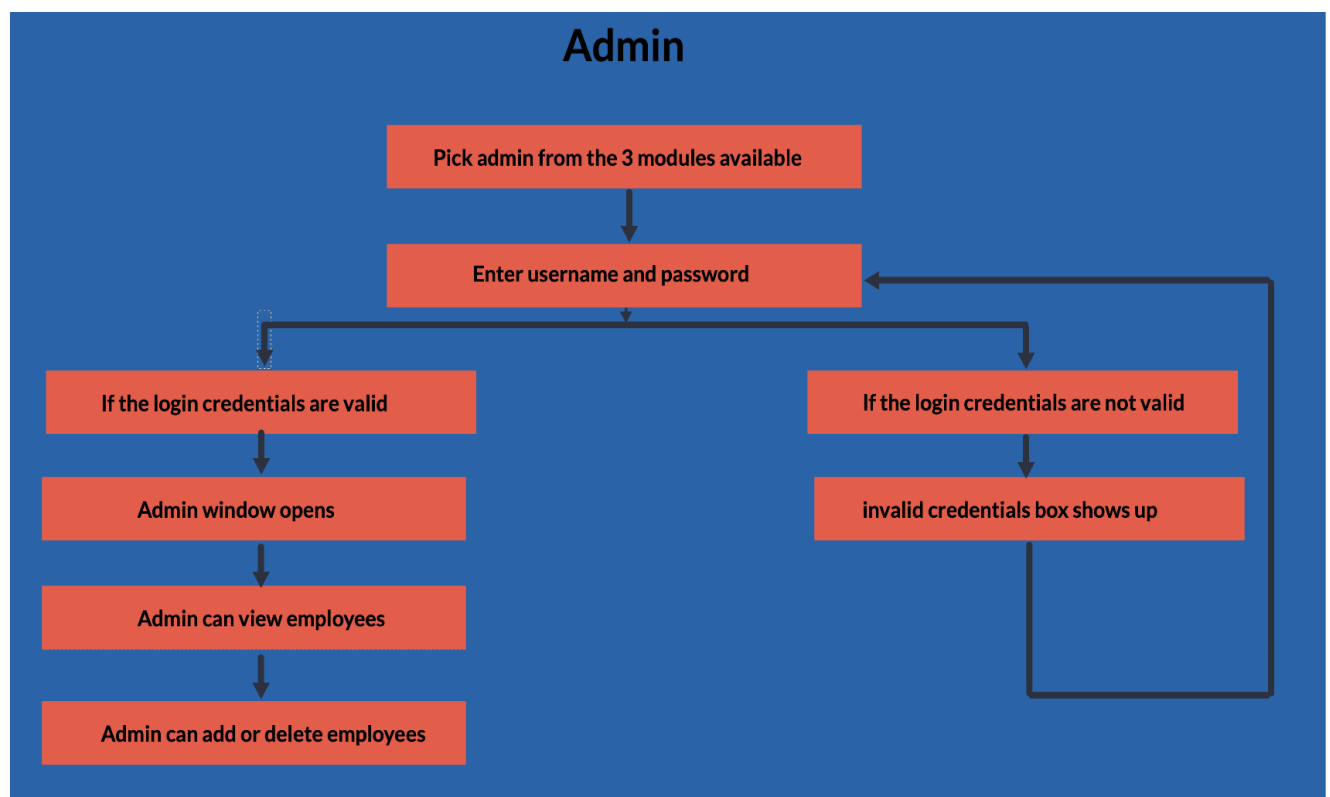 Admin
Pick admin from the 3 modules available
Enter username and password
If the login credentials are valid
If the login credentials are not valid
Admin window opens
invalid credentials box shows up
Admin can view employees
Admin can add or delete employees